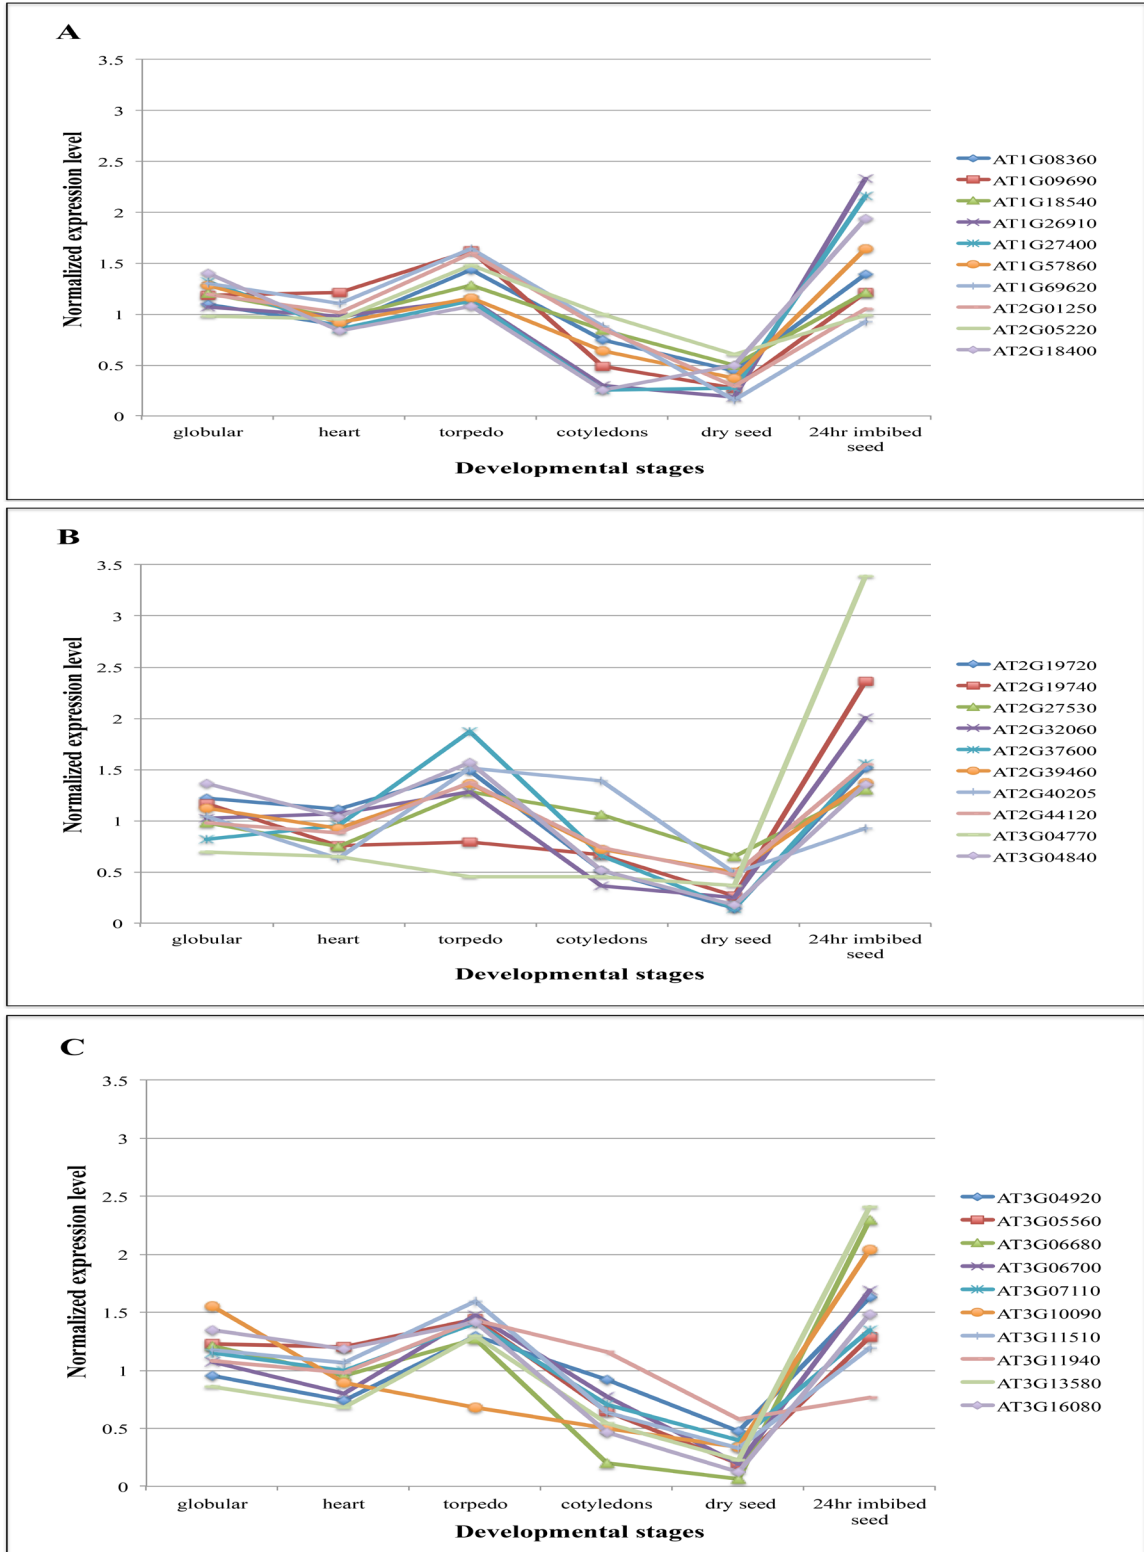 A
Normalized expression level
3.5
3
2.5
2
1.5
1
0.5
0
globular heart torpedo cotyledons dry seed 24hr imbibed
seed
Developmental stages
AT1G08360
AT1G09690
AT1G18540
AT1G26910
AT1G27400
AT1G57860
AT1G69620
AT2G01250
AT2G05220
AT2G18400
B
Normalized expression level
3.5
3
2.5
2
1.5
1
0.5
0
globular heart torpedo cotyledons dry seed 24hr imbibed
seed
Developmental stages
AT2G19720
AT2G19740
AT2G27530
AT2G32060
AT2G37600
AT2G39460
AT2G40205
AT2G44120
AT3G04770
AT3G04840
C
Normalized expression level
3.5
3
2.5
2
1.5
1
0.5
0
globular heart torpedo cotyledons dry seed 24hr imbibed
seed
Developmental stages
AT3G04920
AT3G05560
AT3G06680
AT3G06700
AT3G07110
AT3G10090
AT3G11510
AT3G11940
AT3G13580
AT3G16080